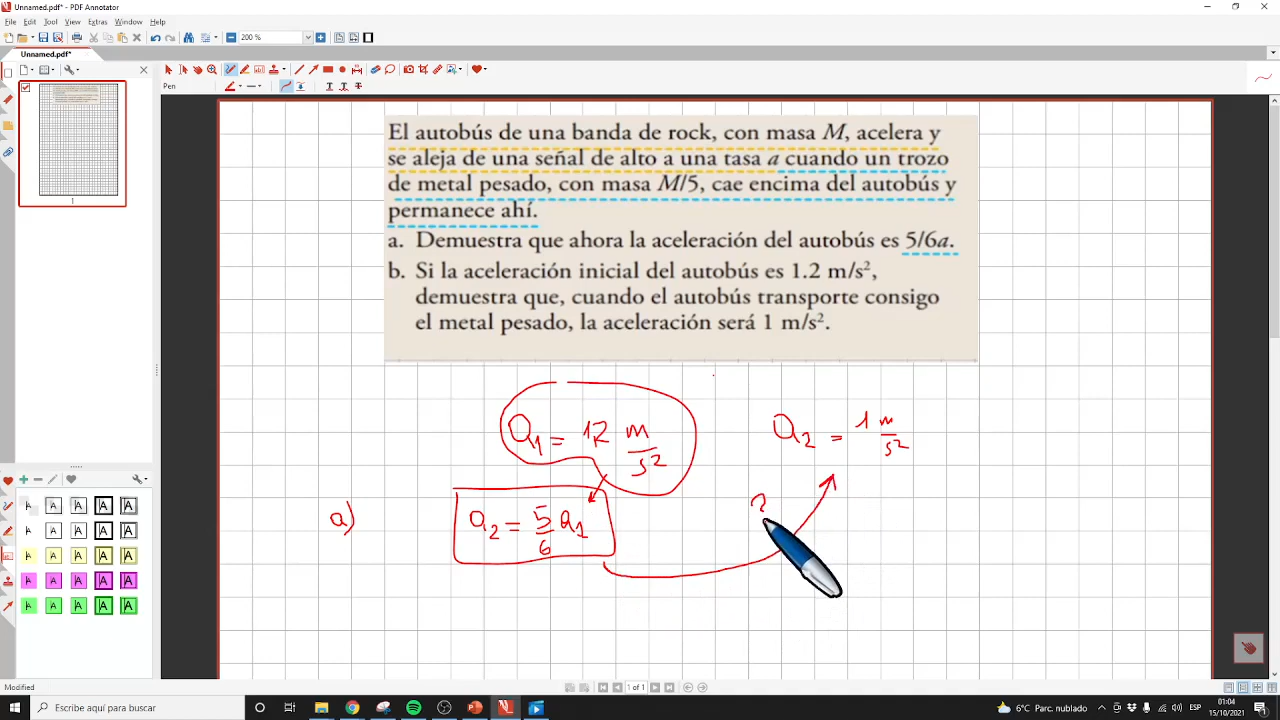 Unnamed.pdf* - PDF Annotator
File Edit Tool View Extras Window Help
200 %
Unnamed.pdf*
Pen
1
El autobús de una banda de rock, con masa M, acelera y
se aleja de una señal de alto a una tasa a cuando un trozo
de metal pesado, con masa M/5, cae encima del autobús y
permanece ahí.
a. Demuestra que ahora la aceleración del autobús es 5/6a.
b. Si la aceleración inicial del autobús es 1.2 m/s²,
demuestra que, cuando el autobús transporte consigo
el metal pesado, la aceleración será 1 m/s².
a1 = 12 m/s²
a2 = 1 m/s²
a)
a2 = 5/6 a1
?
A A A A A
A A A A A
A A A A A
A A A A A
A A A A A
Modified
1 of 1
Escribe aquí para buscar
6°C Parc. nublado
ESP
01:04
15/10/2021